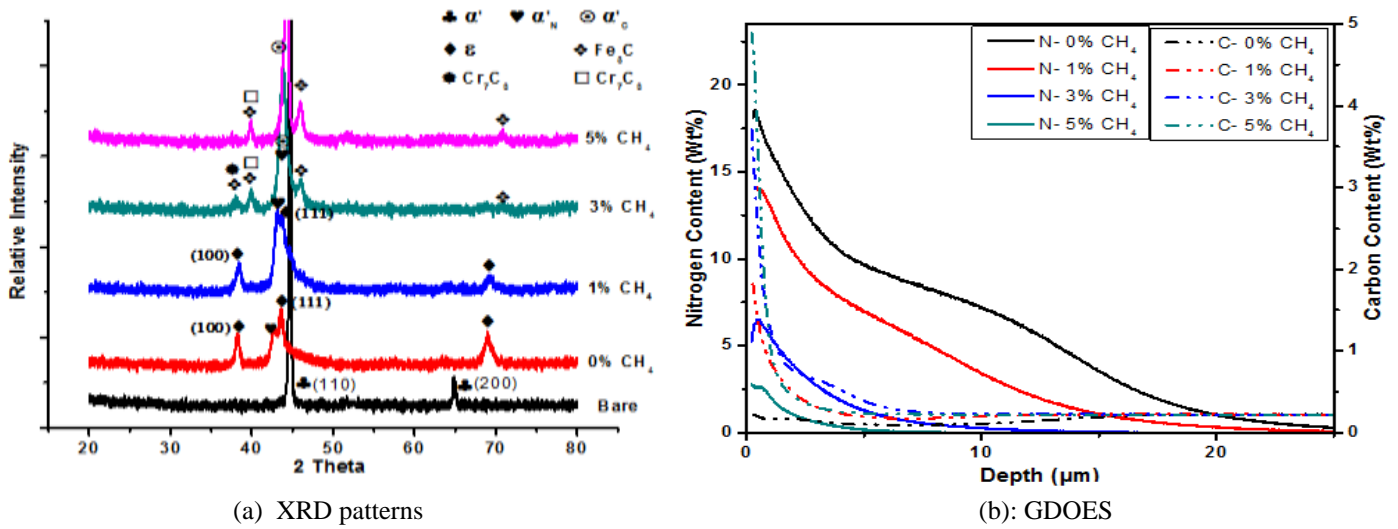 ♣ α' ♥ α'N ⊙ α'C
◆ ε ✥ Fe3C
⬣ Cr7C3 □ Cr7C3
5% CH4
3% CH4
(111)
(100)
1% CH4
(111)
(100)
0% CH4
(110) (200)
Bare
Relative Intensity
20 30 40 50 60 70 80
2 Theta
(a) XRD patterns
N- 0% CH4 C- 0% CH4
N- 1% CH4 C- 1% CH4
N- 3% CH4 C- 3% CH4
N- 5% CH4 C- 5% CH4
Nitrogen Content (Wt%)
20
15
10
5
0
Carbon Content (Wt%)
5
4
3
2
1
0
0 10 20
Depth (µm)
(b): GDOES